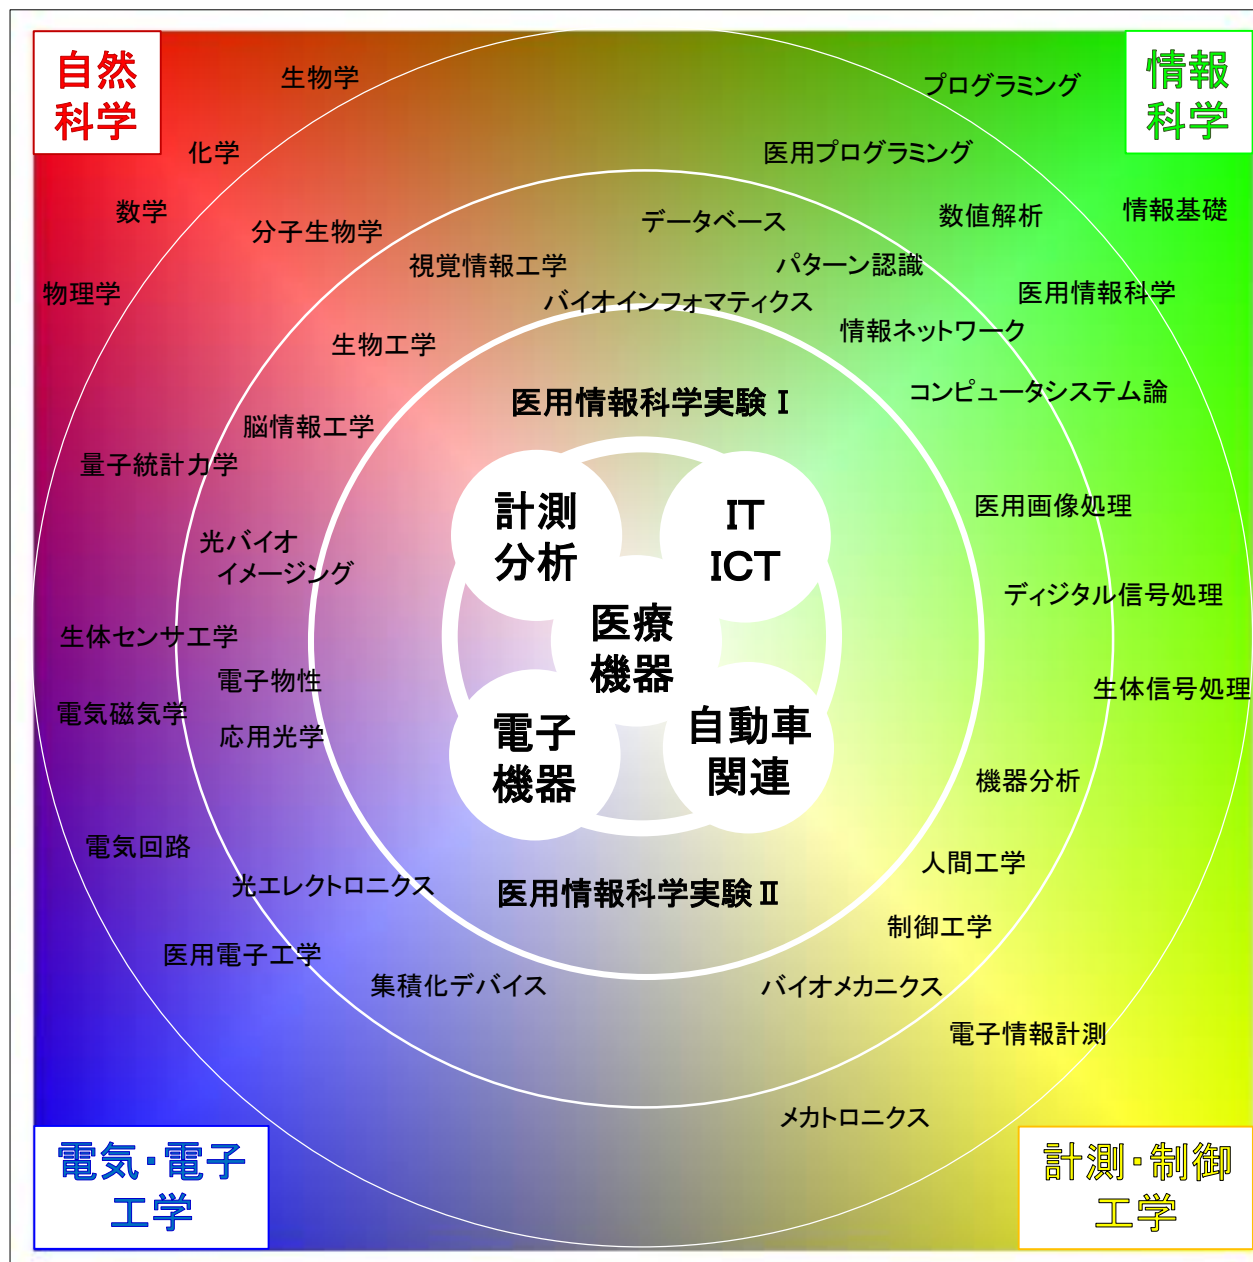 自然
科学
情報
科学
生物学
プログラミング
化学
医用プログラミング
数学
データベース
数値解析
情報基礎
分子生物学
視覚情報工学
パターン認識
物理学
バイオインフォマティクス
医用情報科学
生物工学
情報ネットワーク
医用情報科学実験Ⅰ
コンピュータシステム論
脳情報工学
量子統計力学
計測
分析
IT
ICT
医用画像処理
光バイオ
イメージング
ディジタル信号処理
医療
機器
生体センサ工学
電子物性
生体信号処理
電気磁気学
応用光学
電子
機器
自動車
関連
機器分析
電気回路
人間工学
光エレクトロニクス
医用情報科学実験Ⅱ
制御工学
医用電子工学
集積化デバイス
バイオメカニクス
電子情報計測
メカトロニクス
電気・電子
工学
計測・制御
工学